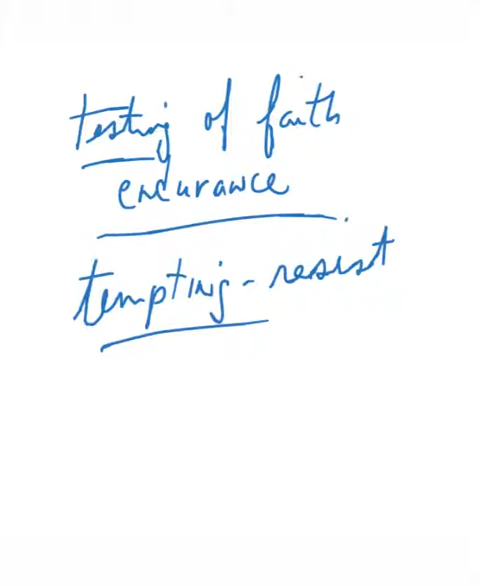 testing of faith
endurance
tempting - resist